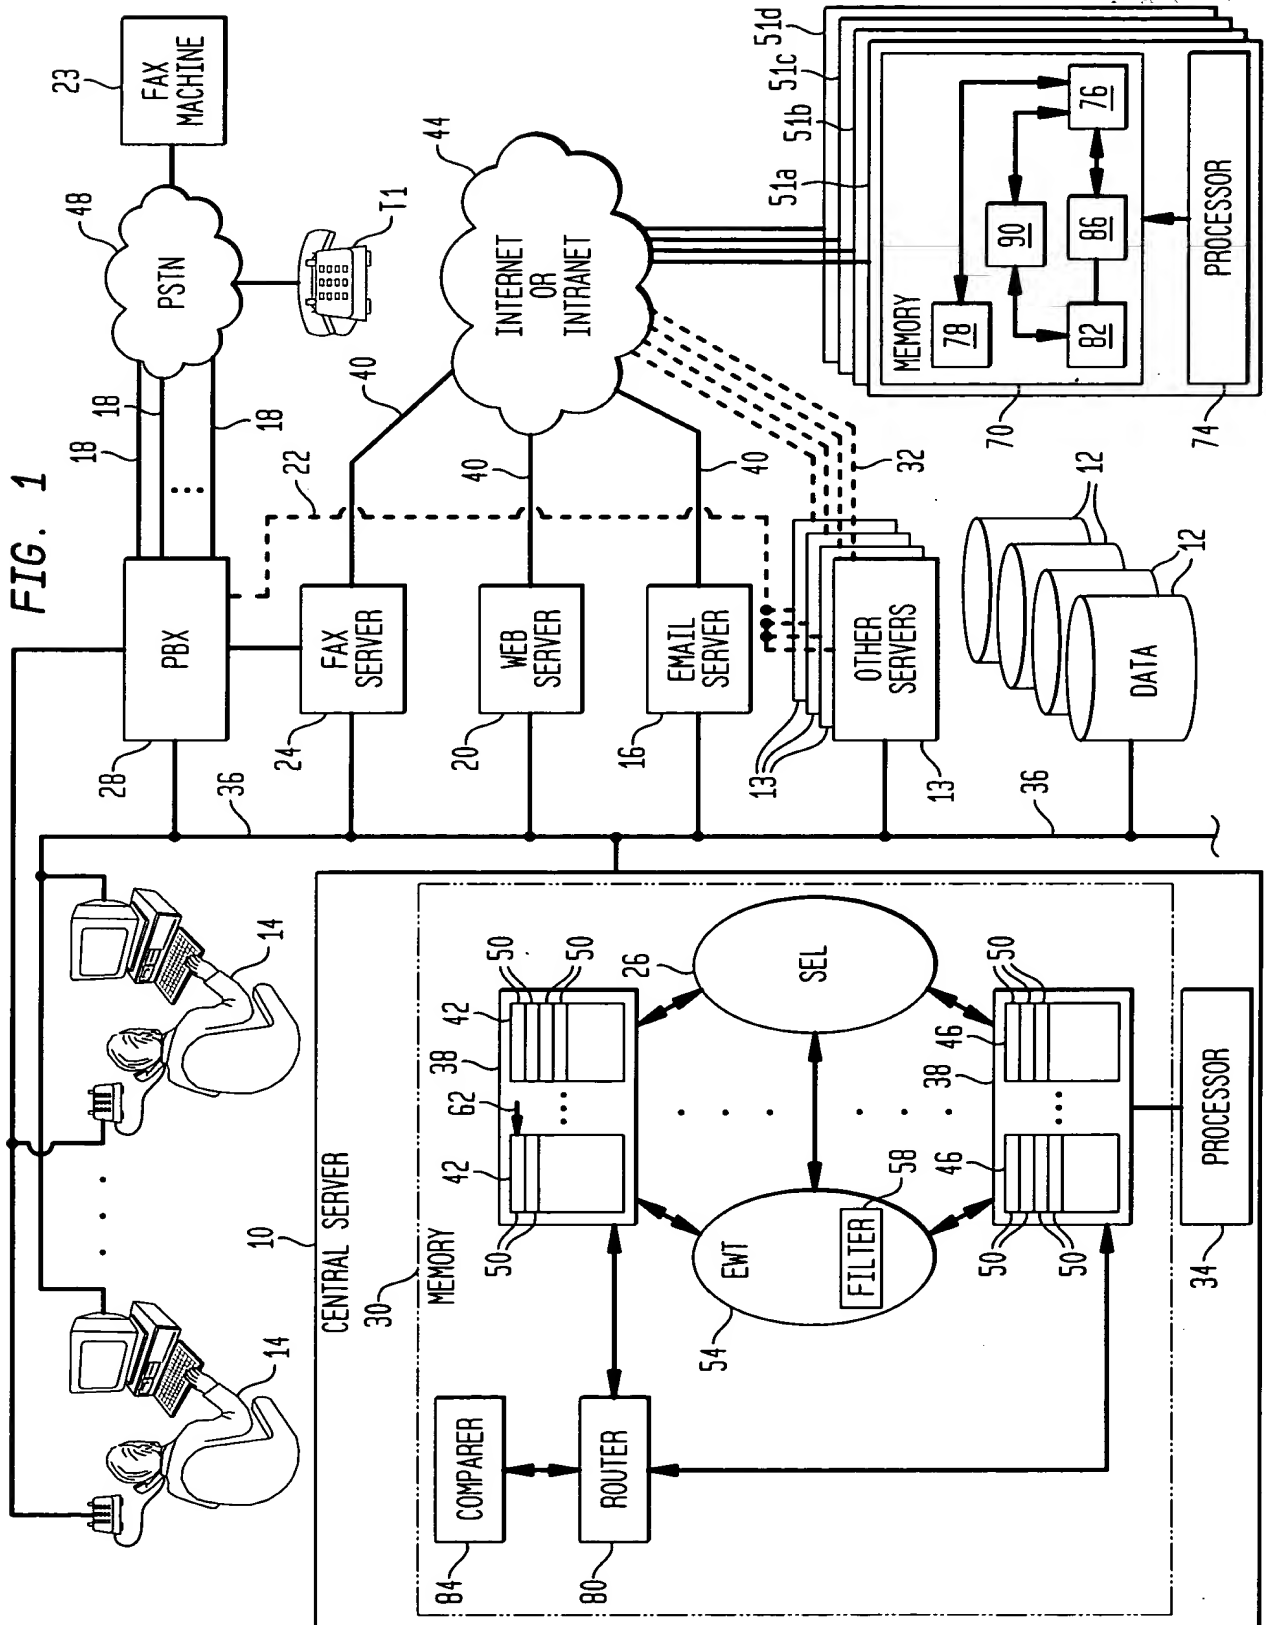 FIG. 1
23
FAX
MACHINE
48
PSTN
T1
18
18
18
28
PBX
22
36
24
FAX
SERVER
40
20
WEB
SERVER
40
16
EMAIL
SERVER
40
44
INTERNET
OR
INTRANET
13
OTHER
SERVERS
13
32
12
DATA
12
36
51a
51b
51c
51d
70
MEMORY
78
90
76
82
86
74
PROCESSOR
14
14
10
CENTRAL SERVER
30
MEMORY
84
COMPARER
80
ROUTER
38
42
42
62
50
50
50
54
EWT
FILTER
58
26
SEL
38
46
46
50
50
50
34
PROCESSOR